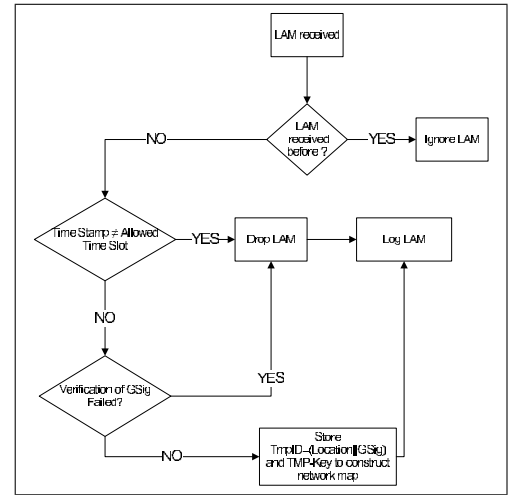 LAM received
LAM
received
before ?
NO
YES
Ignore LAM
Time Stamp ≠ Allowed
Time Slot
YES
Drop LAM
Log LAM
NO
Verification of GSig
Failed?
YES
NO
Store
TmpID=(Location||GSig)
and TMP-Key to construct
network map